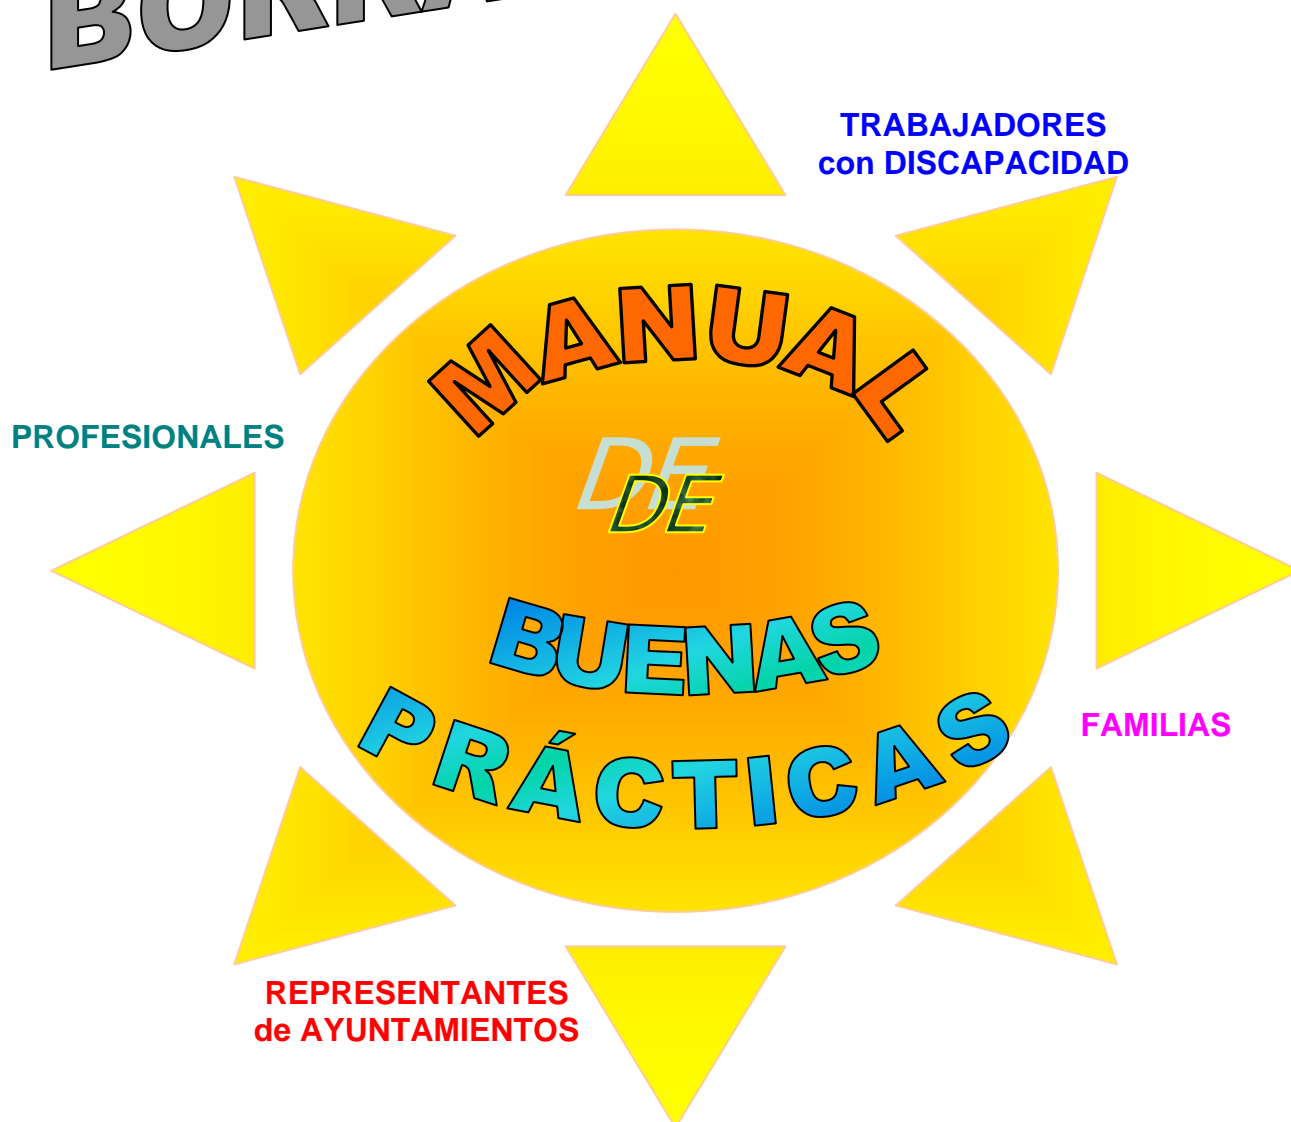 TRABAJADORES
con DISCAPACIDAD
MANUAL
PROFESIONALES
DE
BUENAS
PRÁCTICAS
FAMILIAS
REPRESENTANTES
de AYUNTAMIENTOS